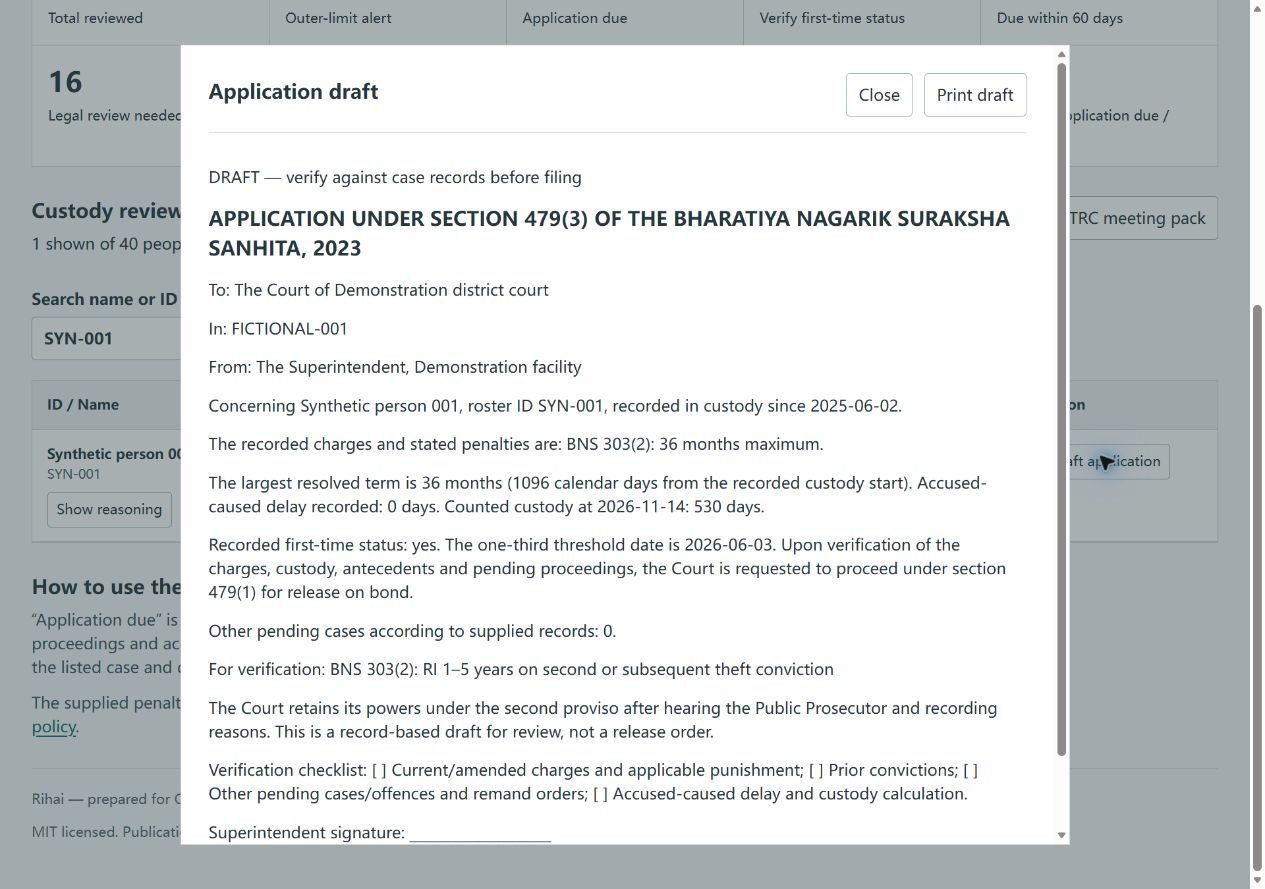 Total reviewed
Outer-limit alert
Application due
Verify first-time status
Due within 60 days
16
Legal review needed
pplication due /
Custody review
1 shown of 40 peop
TRC meeting pack
Search name or ID
SYN-001
ID / Name
on
Synthetic person 00
SYN-001
aft application
Show reasoning
How to use the
“Application due” is
proceedings and ac
the listed case and
The supplied penalt
policy.
Rihai — prepared for
MIT licensed. Publicati
Application draft
Close
Print draft
DRAFT — verify against case records before filing
APPLICATION UNDER SECTION 479(3) OF THE BHARATIYA NAGARIK SURAKSHA
SANHITA, 2023
To: The Court of Demonstration district court
In: FICTIONAL-001
From: The Superintendent, Demonstration facility
Concerning Synthetic person 001, roster ID SYN-001, recorded in custody since 2025-06-02.
The recorded charges and stated penalties are: BNS 303(2): 36 months maximum.
The largest resolved term is 36 months (1096 calendar days from the recorded custody start). Accused-
caused delay recorded: 0 days. Counted custody at 2026-11-14: 530 days.
Recorded first-time status: yes. The one-third threshold date is 2026-06-03. Upon verification of the
charges, custody, antecedents and pending proceedings, the Court is requested to proceed under section
479(1) for release on bond.
Other pending cases according to supplied records: 0.
For verification: BNS 303(2): RI 1–5 years on second or subsequent theft conviction
The Court retains its powers under the second proviso after hearing the Public Prosecutor and recording
reasons. This is a record-based draft for review, not a release order.
Verification checklist: [ ] Current/amended charges and applicable punishment; [ ] Prior convictions; [ ]
Other pending cases/offences and remand orders; [ ] Accused-caused delay and custody calculation.
Superintendent signature: ________________